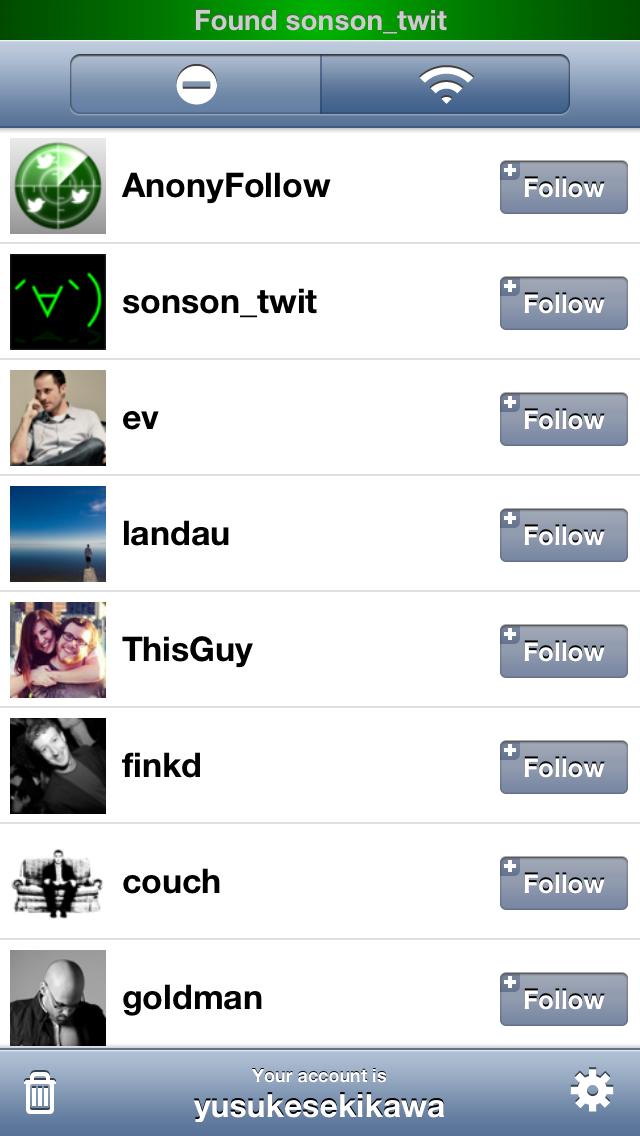 Found sonson_twit
AnonyFollow
Follow
sonson_twit
Follow
ev
Follow
landau
Follow
ThisGuy
Follow
finkd
Follow
couch
Follow
goldman
Follow
Your account is
yusukesekikawa